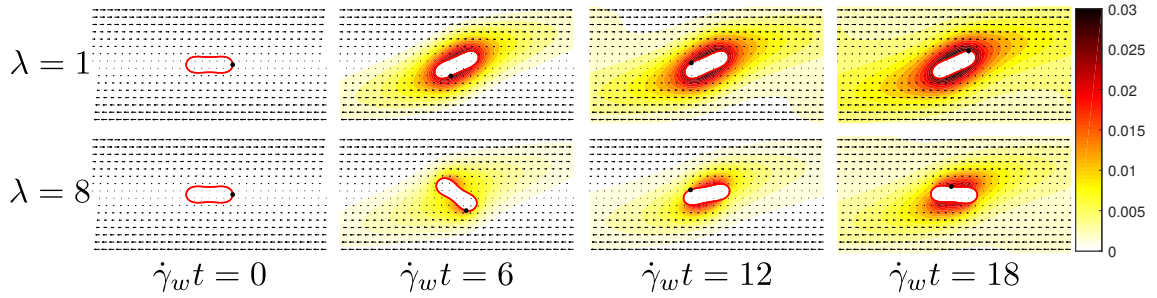 λ = 1
λ = 8
γ̇_w t = 0
γ̇_w t = 6
γ̇_w t = 12
γ̇_w t = 18
0.03
0.025
0.02
0.015
0.01
0.005
0